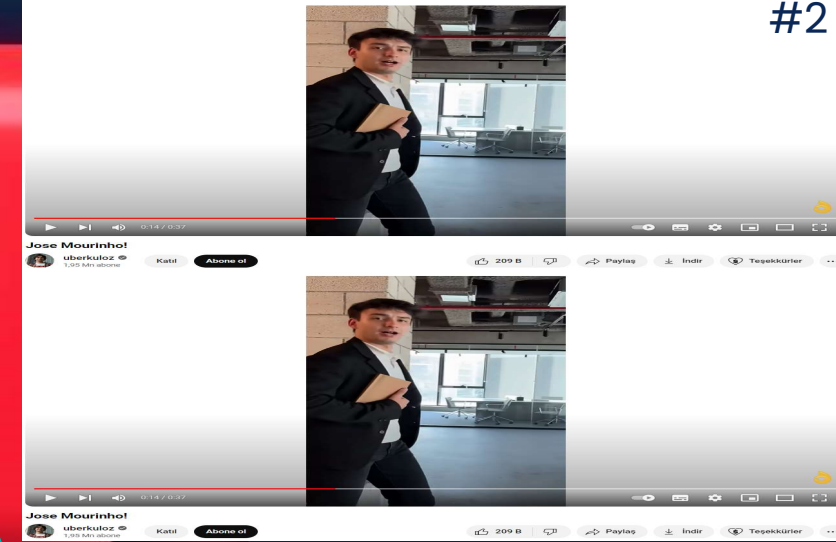 #2
0:14 / 0:37
Jose Mourinho!
uberkuloz
1,95 Mn abone
Katıl
Abone ol
209 B
Paylaş
İndir
Teşekkürler
0:14 / 0:37
Jose Mourinho!
uberkuloz
1,95 Mn abone
Katıl
Abone ol
209 B
Paylaş
İndir
Teşekkürler